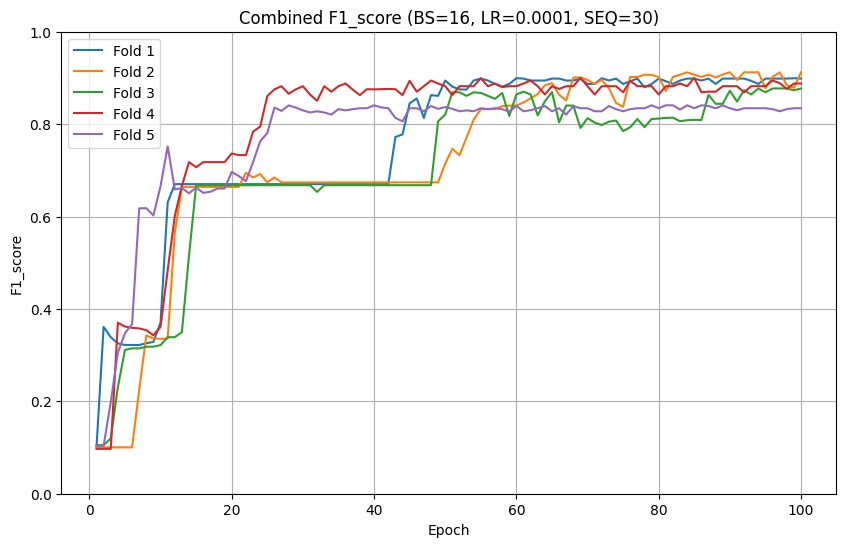 Combined F1_score (BS=16, LR=0.0001, SEQ=30)
Fold 1
Fold 2
Fold 3
Fold 4
Fold 5
1.0
0.8
0.6
0.4
0.2
0.0
F1_score
0 20 40 60 80 100
Epoch